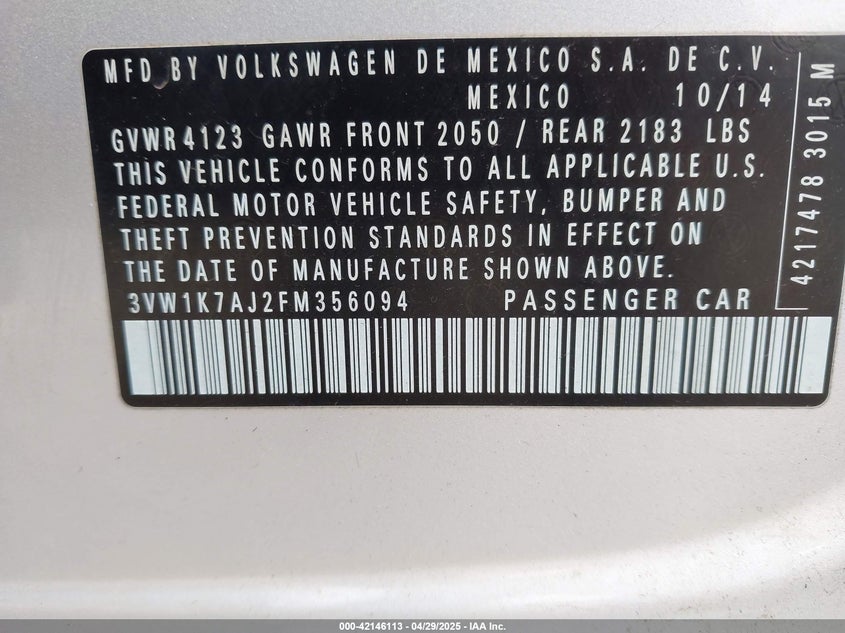 MFD BY VOLKSWAGEN DE MEXICO S.A. DE C.V.
MEXICO 10/14
GVWR 4123 GAWR FRONT 2050 / REAR 2183 LBS
THIS VEHICLE CONFORMS TO ALL APPLICABLE U.S.
FEDERAL MOTOR VEHICLE SAFETY, BUMPER AND
THEFT PREVENTION STANDARDS IN EFFECT ON
THE DATE OF MANUFACTURE SHOWN ABOVE.
3VW1K7AJ2FM356094 PASSENGER CAR
4217478 3015 M
000-42146113 - 04/29/2025 - IAA Inc.